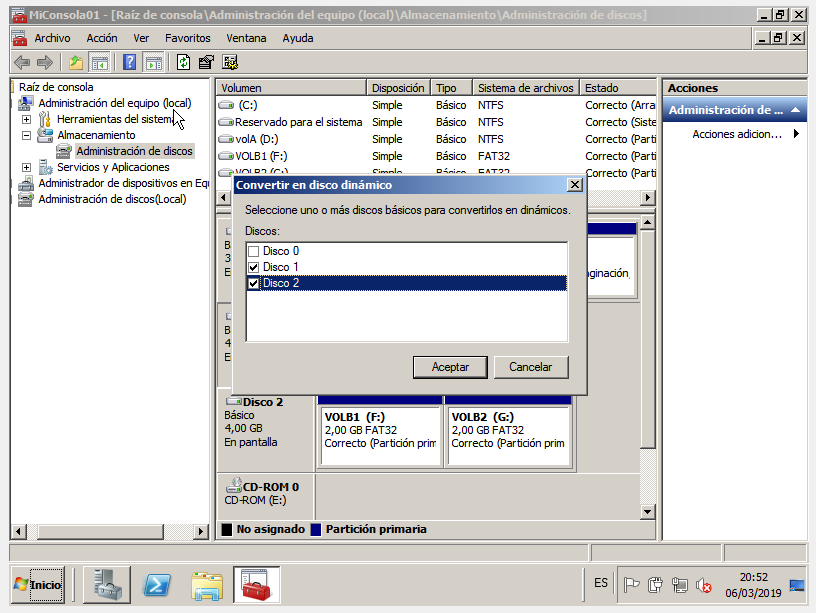 MiConsola01 - [Raíz de consola\Administración del equipo (local)\Almacenamiento\Administración de discos]
Archivo Acción Ver Favoritos Ventana Ayuda
Raíz de consola
Administración del equipo (local)
Herramientas del sistema
Almacenamiento
Administración de discos
Servicios y Aplicaciones
Administrador de dispositivos en Equ
Administración de discos(Local)
Volumen Disposición Tipo Sistema de archivos Estado
(C:) Simple Básico NTFS Correcto (Arra
Reservado para el sistema Simple Básico NTFS Correcto (Siste
volA (D:) Simple Básico NTFS Correcto (Parti
VOLB1 (F:) Simple Básico FAT32 Correcto (Parti
VOLB2 (G:) Simple Básico FAT32 Correcto (Parti
Acciones
Administración de ...
Acciones adicion...
Convertir en disco dinámico
Seleccione uno o más discos básicos para convertirlos en dinámicos.
Discos:
Disco 0
Disco 1
Disco 2
Aceptar Cancelar
B
3
E
ginación,
B
4
E
Disco 2
Básico
4,00 GB
En pantalla
VOLB1 (F:)
2,00 GB FAT32
Correcto (Partición prim
VOLB2 (G:)
2,00 GB FAT32
Correcto (Partición prim
CD-ROM 0
CD-ROM (E:)
No asignado Partición primaria
Inicio
ES
20:52
06/03/2019